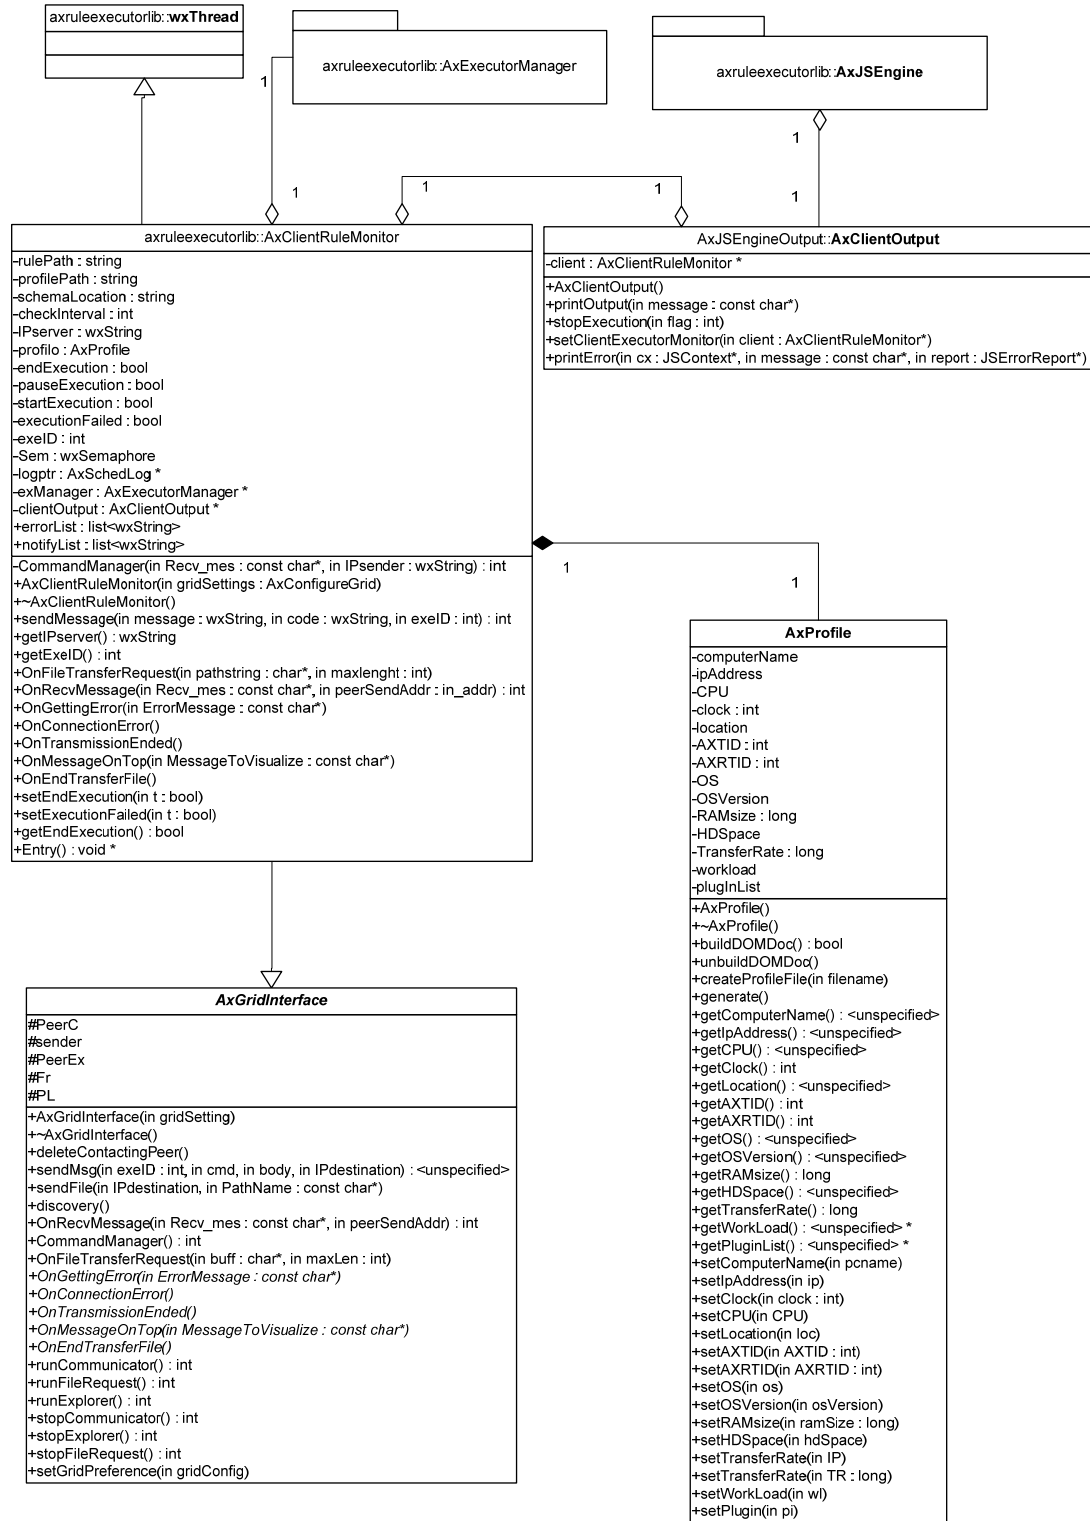 axruleexecutorlib::wxThread
axruleexecutorlib::AxExecutorManager
axruleexecutorlib::AxJSEngine
1
1
1
1
1
1
axruleexecutorlib::AxClientRuleMonitor
-rulePath : string
-profilePath : string
-schemaLocation : string
-checkInterval : int
-IPserver : wxString
-profilo : AxProfile
-endExecution : bool
-pauseExecution : bool
-startExecution : bool
-executionFailed : bool
-exeID : int
-Sem : wxSemaphore
-logptr : AxSchedLog *
-exManager : AxExecutorManager *
-clientOutput : AxClientOutput *
+errorList : list<wxString>
+notifyList : list<wxString>
-CommandManager(in Recv_mes : const char*, in IPsender : wxString) : int
+AxClientRuleMonitor(in gridSettings : AxConfigureGrid)
+~AxClientRuleMonitor()
+sendMessage(in message : wxString, in code : wxString, in exeID : int) : int
+getIPserver() : wxString
+getExeID() : int
+OnFileTransferRequest(in pathstring : char*, in maxlenght : int)
+OnRecvMessage(in Recv_mes : const char*, in peerSendAddr : in_addr) : int
+OnGettingError(in ErrorMessage : const char*)
+OnConnectionError()
+OnTransmissionEnded()
+OnMessageOnTop(in MessageToVisualize : const char*)
+OnEndTransferFile()
+setEndExecution(in t : bool)
+setExecutionFailed(in t : bool)
+getEndExecution() : bool
+Entry() : void *
AxJSEngineOutput::AxClientOutput
-client : AxClientRuleMonitor *
+AxClientOutput()
+printOutput(in message : const char*)
+stopExecution(in flag : int)
+setClientExecutorMonitor(in client : AxClientRuleMonitor*)
+printError(in cx : JSContext*, in message : const char*, in report : JSErrorReport*)
1
1
AxGridInterface
#PeerC
#sender
#PeerEx
#Fr
#PL
+AxGridInterface(in gridSetting)
+~AxGridInterface()
+deleteContactingPeer()
+sendMsg(in exeID : int, in cmd, in body, in IPdestination) : <unspecified>
+sendFile(in IPdestination, in PathName : const char*)
+discovery()
+OnRecvMessage(in Recv_mes : const char*, in peerSendAddr) : int
+CommandManager() : int
+OnFileTransferRequest(in buff : char*, in maxLen : int)
+OnGettingError(in ErrorMessage : const char*)
+OnConnectionError()
+OnTransmissionEnded()
+OnMessageOnTop(in MessageToVisualize : const char*)
+OnEndTransferFile()
+runCommunicator() : int
+runFileRequest() : int
+runExplorer() : int
+stopCommunicator() : int
+stopExplorer() : int
+stopFileRequest() : int
+setGridPreference(in gridConfig)
AxProfile
-computerName
-ipAddress
-CPU
-clock : int
-location
-AXTID : int
-AXRTID : int
-OS
-OSVersion
-RAMsize : long
-HDSpace
-TransferRate : long
-workload
-plugInList
+AxProfile()
+~AxProfile()
+buildDOMDoc() : bool
+unbuildDOMDoc()
+createProfileFile(in filename)
+generate()
+getComputerName() : <unspecified>
+getIpAddress() : <unspecified>
+getCPU() : <unspecified>
+getClock() : int
+getLocation() : <unspecified>
+getAXTID() : int
+getAXRTID() : int
+getOS() : <unspecified>
+getOSVersion() : <unspecified>
+getRAMsize() : long
+getHDSpace() : <unspecified>
+getTransferRate() : long
+getWorkLoad() : <unspecified> *
+getPluginList() : <unspecified> *
+setComputerName(in pcname)
+setIpAddress(in ip)
+setClock(in clock : int)
+setCPU(in CPU)
+setLocation(in loc)
+setAXTID(in AXTID : int)
+setAXRTID(in AXRTID : int)
+setOS(in os)
+setOSVersion(in osVersion)
+setRAMsize(in ramSize : long)
+setHDSpace(in hdSpace)
+setTransferRate(in IP)
+setTransferRate(in TR : long)
+setWorkLoad(in wl)
+setPlugin(in pi)